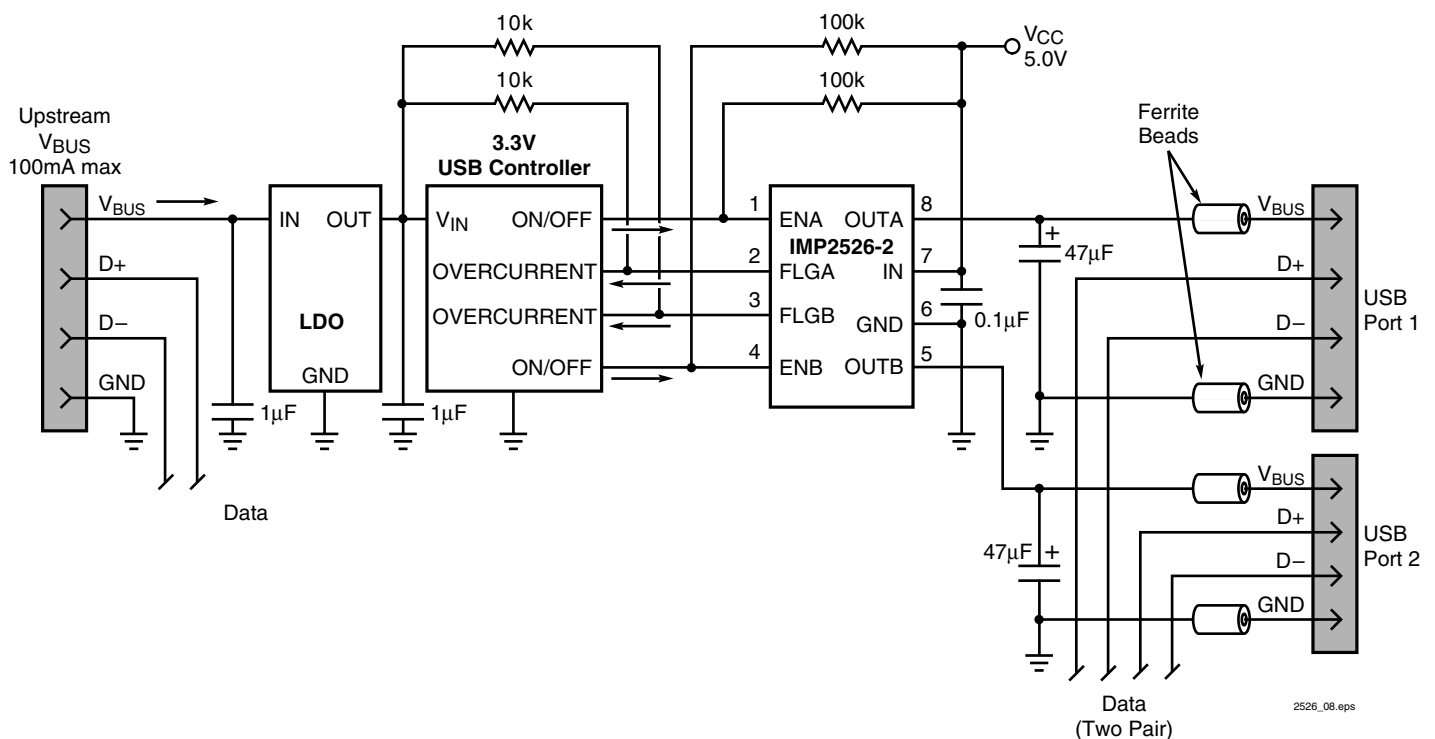 10k
100k
VCC
5.0V
10k
100k
Upstream
VBUS
100mA max
3.3V
USB Controller
Ferrite
Beads
VBUS
IN
OUT
VIN
ON/OFF
1
ENA
OUTA
8
VBUS
IMP2526-2
+
47μF
D+
OVERCURRENT
2
FLGA
IN
7
D+
USB
Port 1
LDO
OVERCURRENT
3
FLGB
GND
6
0.1μF
D−
D−
GND
ON/OFF
4
ENB
OUTB
5
GND
GND
1μF
1μF
Data
VBUS
D+
USB
Port 2
47μF
+
D−
GND
Data
(Two Pair)
2526_08.eps